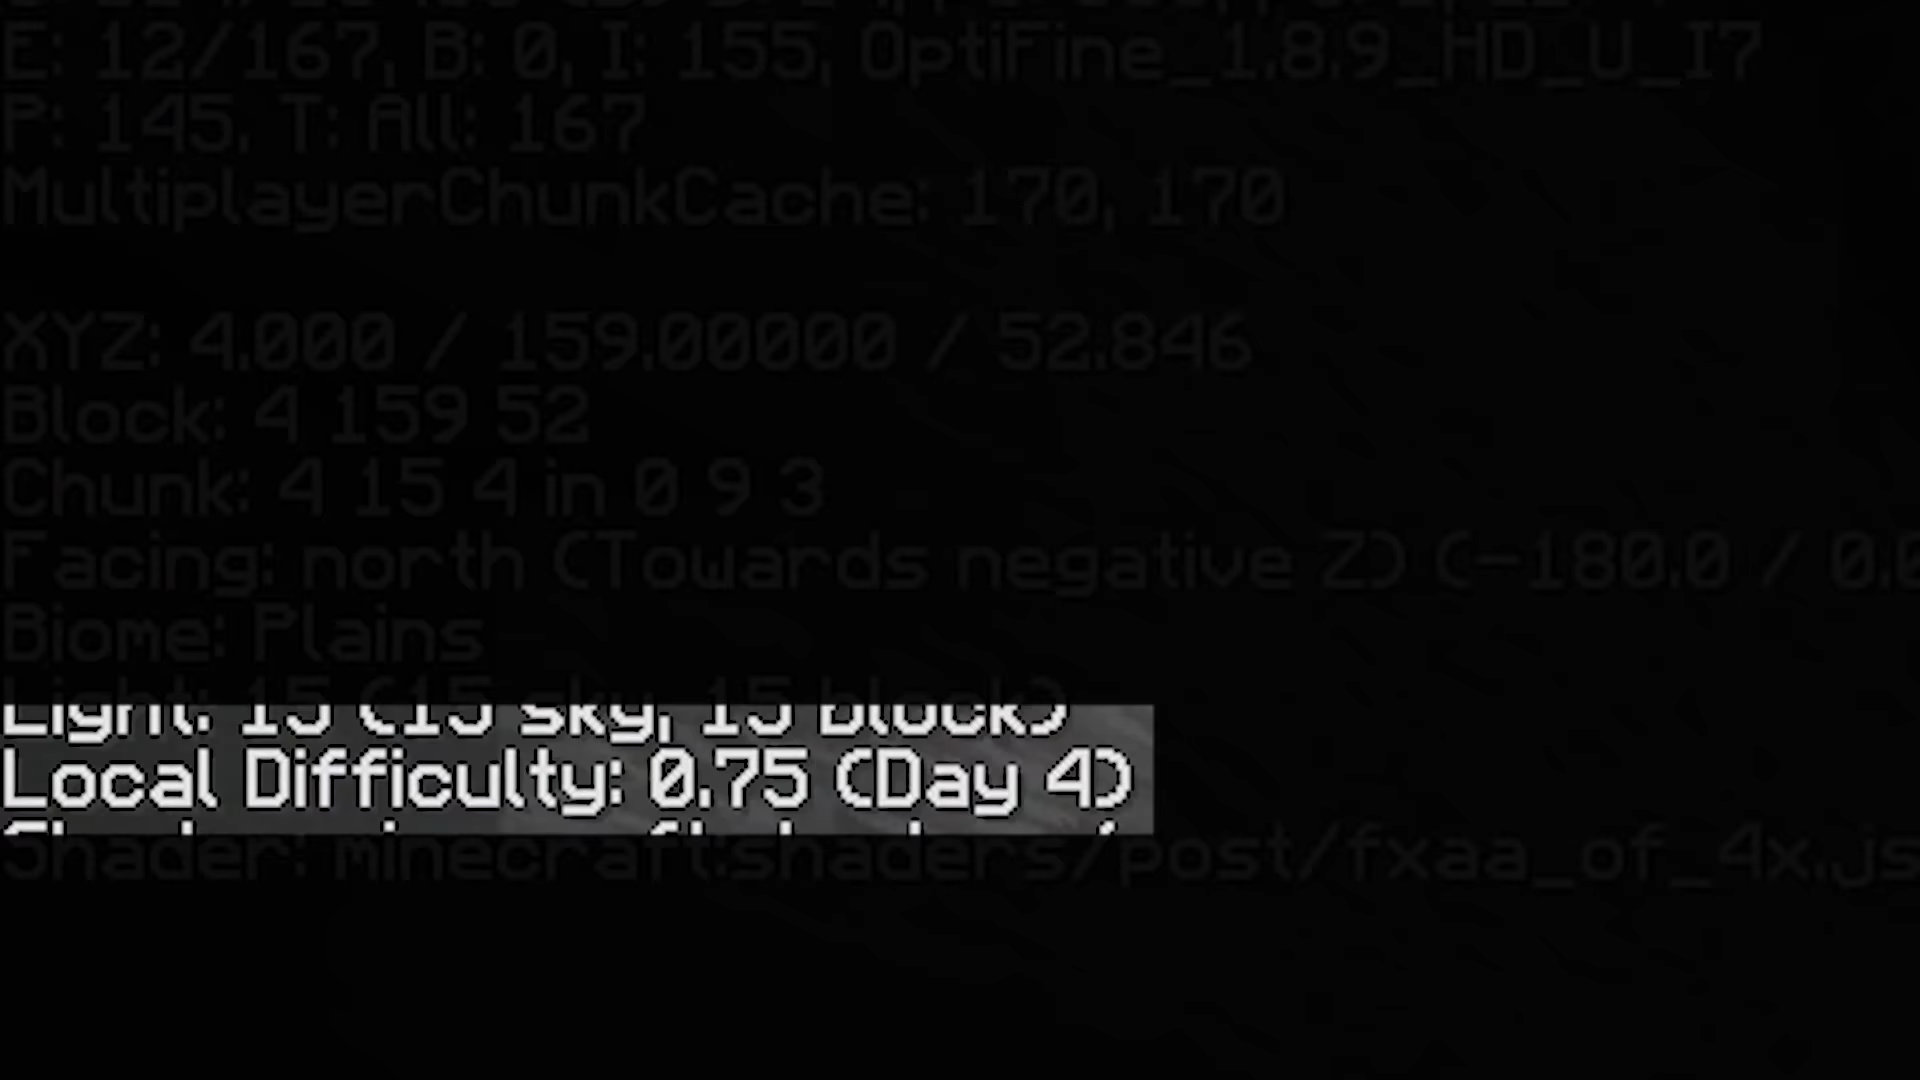 E: 12/167, B: 0, I: 155, OptiFine_1.8.9_HD_U_I7
P: 145. T: All: 167
MultiplayerChunkCache: 170, 170
XYZ: 4.000 / 159.00000 / 52.846
Block: 4 159 52
Chunk: 4 15 4 in 0 9 3
Facing: north (Towards negative Z) (-180.0 / 0.0
Biome: Plains
Light: 15 (15 sky, 15 block)
Local Difficulty: 0.75 (Day 4)
Shader: minecraft:shaders/post/fxaa_of_4x.js